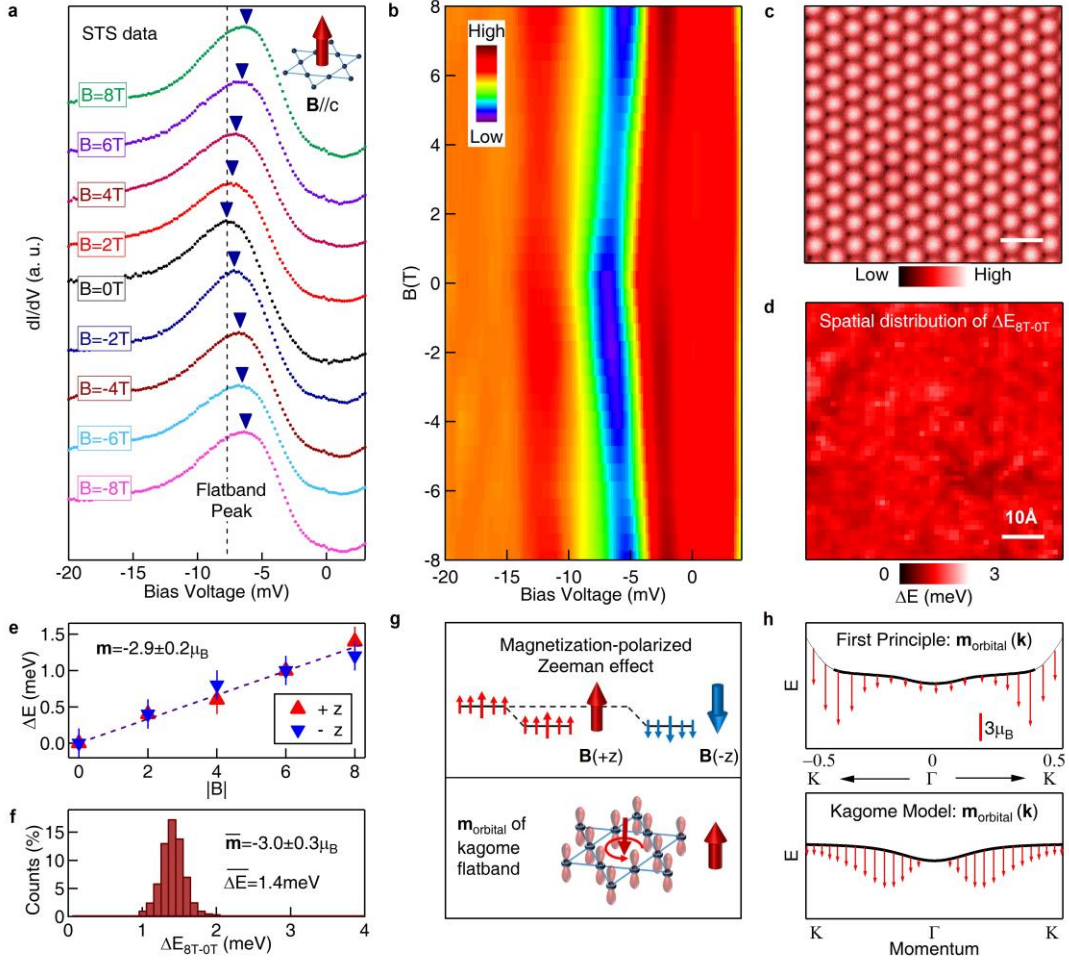 a
STS data
B//c
B=8T
B=6T
B=4T
B=2T
B=0T
B=-2T
B=-4T
B=-6T
B=-8T
Flatband
Peak
dI/dV (a. u.)
-20 -15 -10 -5 0
Bias Voltage (mV)
b
High
Low
B(T)
8
6
4
2
0
-2
-4
-6
-8
-20 -15 -10 -5 0
Bias Voltage (mV)
c
Low High
d
Spatial distribution of ΔE8T-0T
10Å
0 3
ΔE (meV)
e
m=-2.9±0.2μB
ΔE (meV)
1.5
1.0
0.5
0.0
+ z
- z
0 2 4 6 8
|B|
f
Counts (%)
15
10
5
0
m̅=-3.0±0.3μB
Δ̅E̅=1.4meV
0 1 2 3 4
ΔE8T-0T (meV)
g
Magnetization-polarized
Zeeman effect
B(+z) B(-z)
morbital of
kagome
flatband
h
First Principle: morbital (k)
E
3μB
-0.5 0 0.5
K Γ K
Kagome Model: morbital (k)
E
K Γ K
Momentum